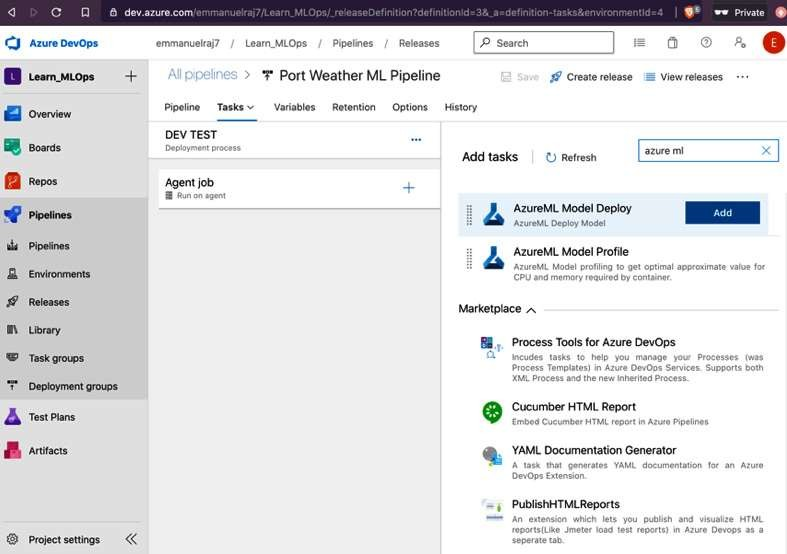 dev.azure.com/emmanuelraj7/Learn_MLOps/_releaseDefinition?definitionId=3&_a=definition-tasks&environmentId=4
Private
Azure DevOps
emmanuelraj7 / Learn_MLOps / Pipelines / Releases
Search
E
L
Learn_MLOps
All pipelines > Port Weather ML Pipeline
Save
Create release
View releases
Pipeline
Tasks
Variables
Retention
Options
History
Overview
Boards
Repos
Pipelines
Pipelines
Environments
Releases
Library
Task groups
Deployment groups
Test Plans
Artifacts
Project settings
DEV TEST
Deployment process
Agent job
Run on agent
Add tasks
Refresh
azure ml
AzureML Model Deploy
AzureML Deploy Model
Add
AzureML Model Profile
AzureML Model profiling to get optimal approximate value for
CPU and memory required by container.
Marketplace
Process Tools for Azure DevOps
Incudes tasks to help you manage your Processes (was
Process Templates) in Azure DevOps Services. Supports both
XML Process and the new Inherited Process.
Cucumber HTML Report
Embed Cucumber HTML report in Azure Pipelines
YAML Documentation Generator
A task that generates YAML documentation for an Azure
DevOps Extension.
PublishHTMLReports
An extension which lets you publish and visualize HTML
reports(Like Jmeter load test reports) in Azure Devops as a
seperate tab.